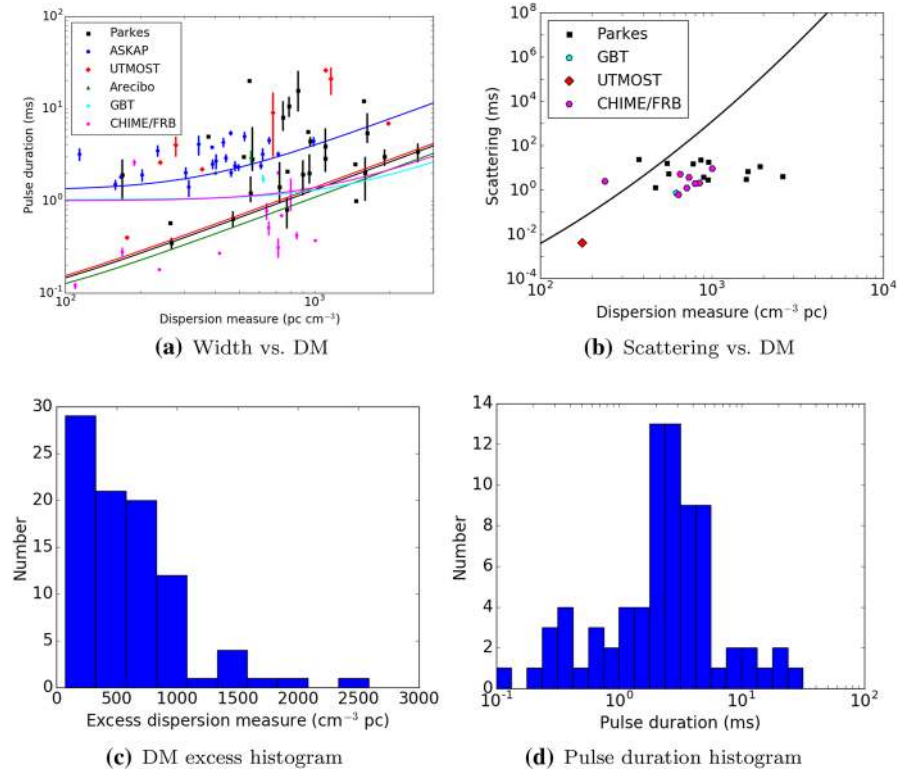 Parkes
ASKAP
UTMOST
Arecibo
GBT
CHIME/FRB
10²
10¹
10⁰
10⁻¹
Pulse duration (ms)
10²
10³
Dispersion measure (pc cm⁻³)
(a) Width vs. DM
Parkes
GBT
UTMOST
CHIME/FRB
10⁸
10⁶
10⁴
10²
10⁰
10⁻²
10⁻⁴
Scattering (ms)
10²
10³
10⁴
Dispersion measure (cm⁻³ pc)
(b) Scattering vs. DM
30
25
20
15
10
5
0
Number
0 500 1000 1500 2000 2500 3000
Excess dispersion measure (cm⁻³ pc)
(c) DM excess histogram
14
12
10
8
6
4
2
0
Number
10⁻¹ 10⁰ 10¹ 10²
Pulse duration (ms)
(d) Pulse duration histogram